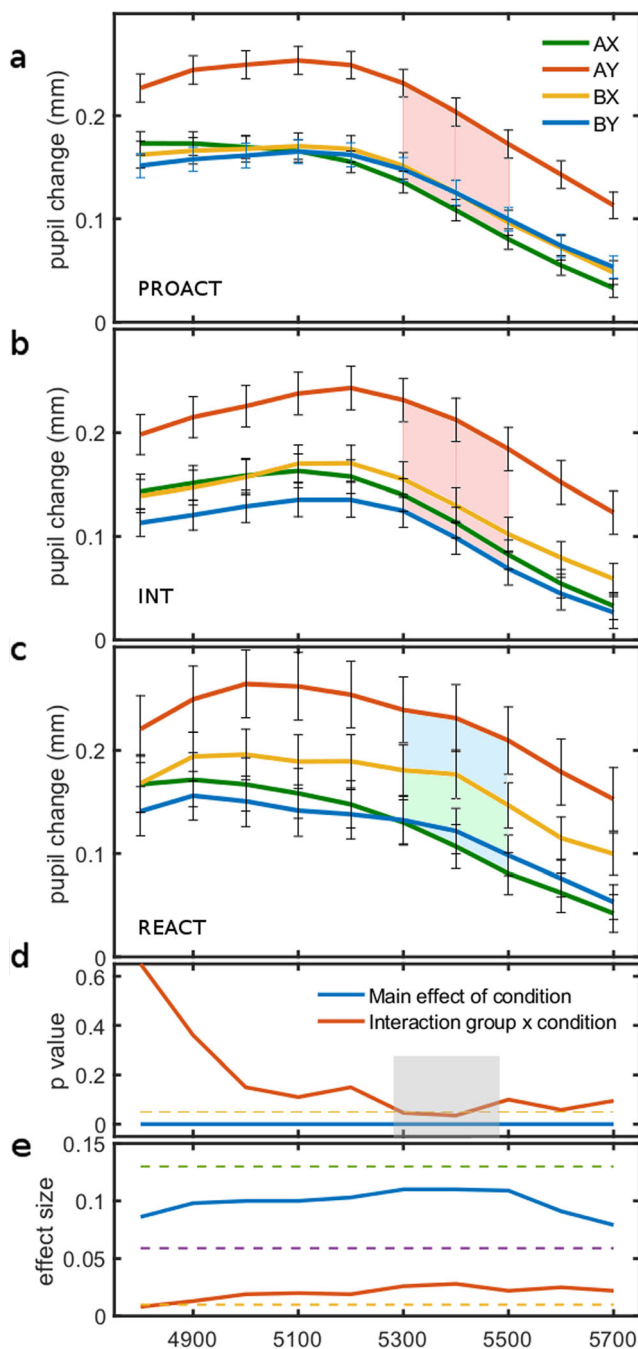 a
AX
AY
BX
BY
0.2
0.1
0
pupil change (mm)
PROACT
b
0.2
0.1
0
pupil change (mm)
INT
c
0.2
0.1
0
pupil change (mm)
REACT
d
0.6
0.4
0.2
0
p value
Main effect of condition
Interaction group x condition
e
0.15
0.1
0.05
0
effect size
4900 5100 5300 5500 5700